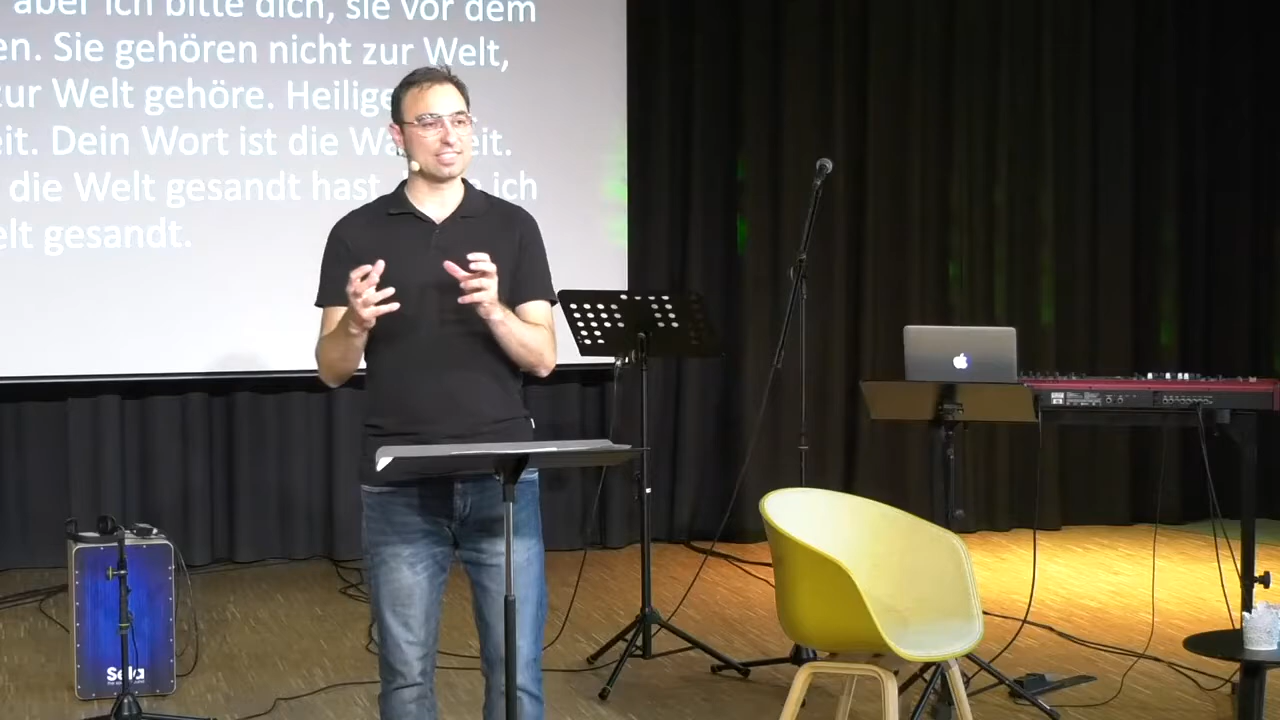 aber ich bitte dich, sie vor dem
en. Sie gehören nicht zur Welt,
zur Welt gehöre. Heilige
eit. Dein Wort ist die Wa eit.
die Welt gesandt hast, ich
elt gesandt.
Sela